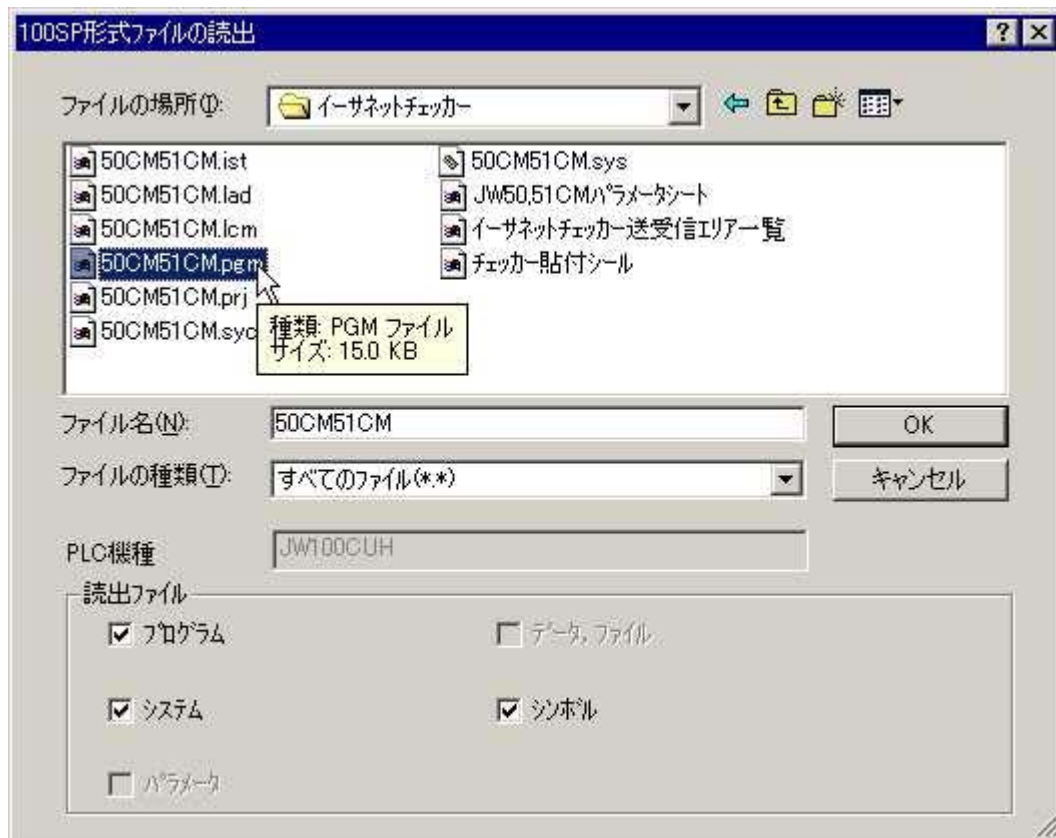 100SP形式ファイルの読出
ファイルの場所(I):
イーサネットチェッカー
50CM51CM.ist
50CM51CM.lad
50CM51CM.lcm
50CM51CM.pgm
50CM51CM.prj
50CM51CM.syc
50CM51CM.sys
JW50,51CMパラメータシート
イーサネットチェッカー送受信エリア一覧
チェッカー貼付シール
種類: PGM ファイル
サイズ: 15.0 KB
ファイル名(N):
50CM51CM
OK
ファイルの種類(T):
すべてのファイル(*.*)
キャンセル
PLC機種
JW100CUH
読出ファイル
プログラム
データ, ファイル
システム
シンボル
パラメータ